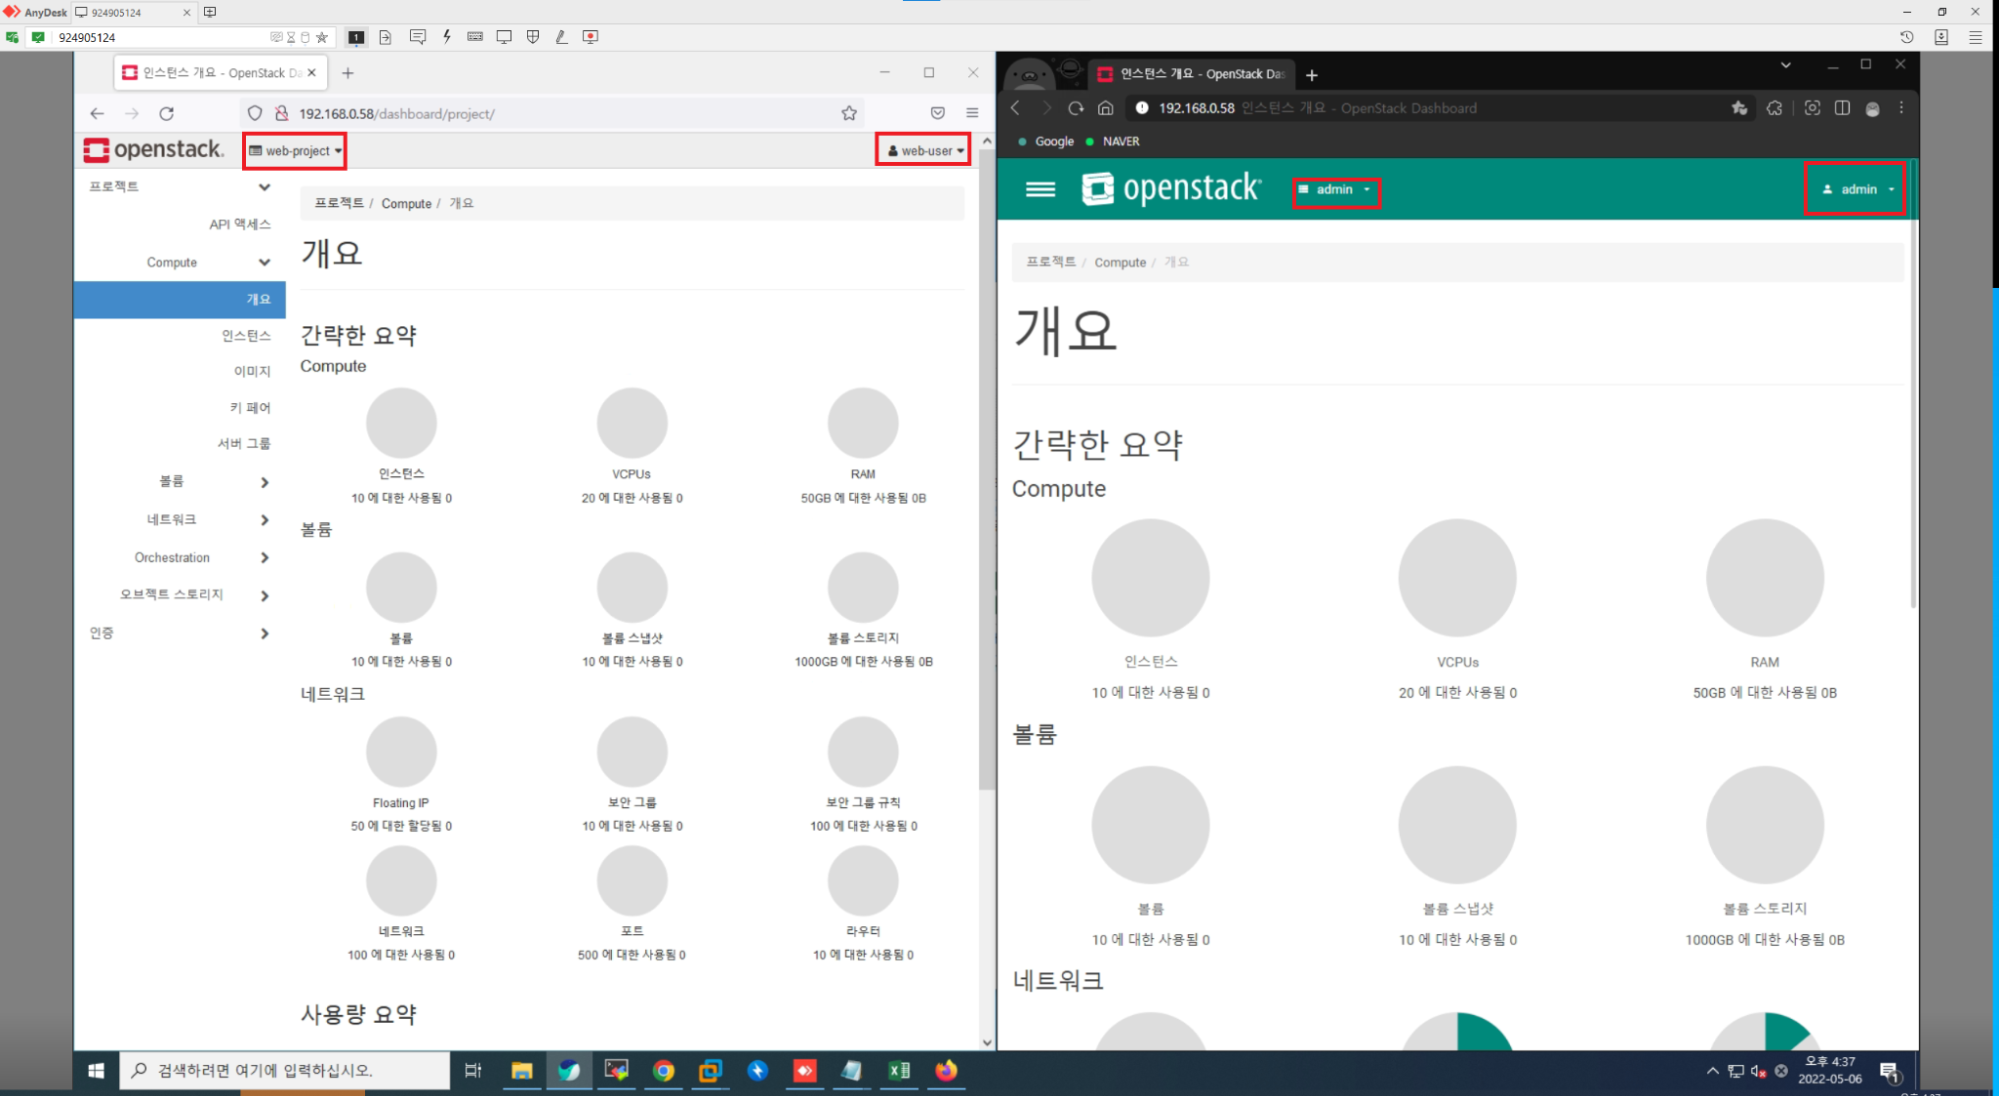 AnyDesk
924905124
924905124
1
인스턴스 개요 - OpenStack Da
192.168.0.58/dashboard/project/
openstack.
web-project
web-user
프로젝트
API 액세스
Compute
개요
인스턴스
이미지
키 페어
서버 그룹
볼륨
네트워크
Orchestration
오브젝트 스토리지
인증
프로젝트 / Compute / 개요
개요
간략한 요약
Compute
인스턴스
10 에 대한 사용됨 0
VCPUs
20 에 대한 사용됨 0
RAM
50GB 에 대한 사용됨 0B
볼륨
볼륨
10 에 대한 사용됨 0
볼륨 스냅샷
10 에 대한 사용됨 0
볼륨 스토리지
1000GB 에 대한 사용됨 0B
네트워크
Floating IP
50 에 대한 할당됨 0
보안 그룹
10 에 대한 사용됨 0
보안 그룹 규칙
100 에 대한 사용됨 0
네트워크
100 에 대한 사용됨 0
포트
500 에 대한 사용됨 0
라우터
10 에 대한 사용됨 0
사용량 요약
인스턴스 개요 - OpenStack Das
192.168.0.58 인스턴스 개요 - OpenStack Dashboard
Google
NAVER
openstack
admin
admin
프로젝트 / Compute / 개요
개요
간략한 요약
Compute
인스턴스
10 에 대한 사용됨 0
VCPUs
20 에 대한 사용됨 0
RAM
50GB 에 대한 사용됨 0B
볼륨
볼륨
10 에 대한 사용됨 0
볼륨 스냅샷
10 에 대한 사용됨 0
볼륨 스토리지
1000GB 에 대한 사용됨 0B
네트워크
검색하려면 여기에 입력하십시오.
오후 4:37
2022-05-06
1